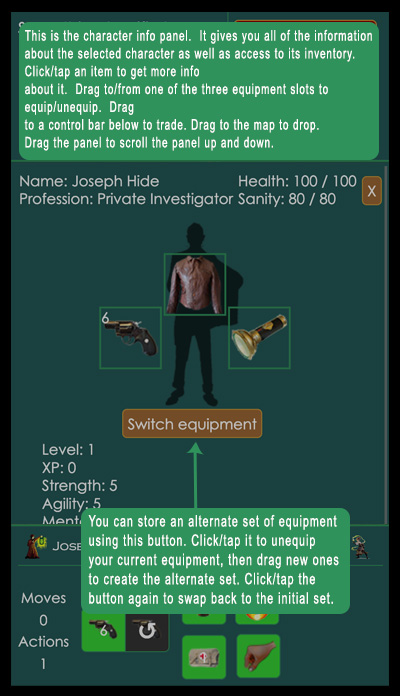 This is the character info panel.  It gives you all of the information
about the selected character as well as access to its inventory.
Click/tap an item to get more info
about it.  Drag to/from one of the three equipment slots to
equip/unequip.  Drag
to a control bar below to trade. Drag to the map to drop.
Drag the panel to scroll the panel up and down.
Name: Joseph Hide
Health: 100 / 100
Profession: Private Investigator
Sanity: 80 / 80
X
6
Switch equipment
Level: 1
XP: 0
Strength: 5
Agility: 5
You can store an alternate set of equipment
using this button. Click/tap it to unequip
your current equipment, then drag new ones
to create the alternate set. Click/tap the
button again to swap back to the initial set.
Moves
0
Actions
1
6
6